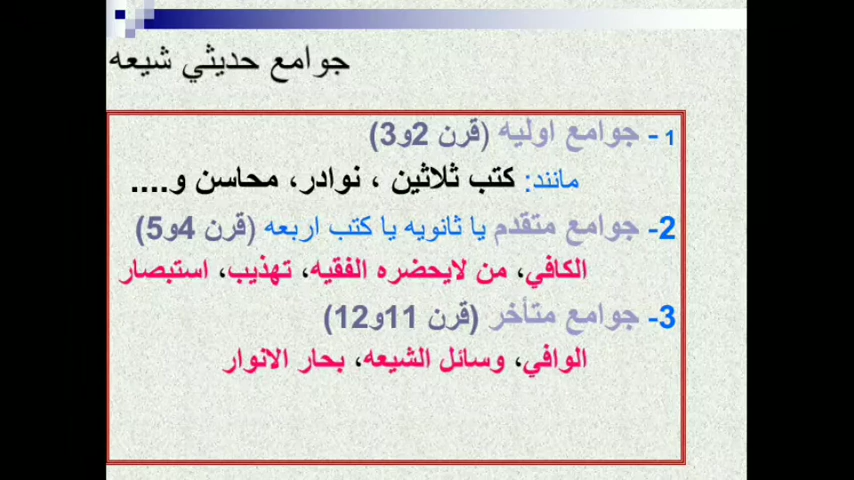 جوامع حديثي شيعه
1 - جوامع اوليه (قرن 2و3)
مانند: كتب ثلاثين ، نوادر، محاسن و....
2- جوامع متقدم يا ثانويه يا كتب اربعه (قرن 4و5)
الكافي، من لايحضره الفقيه، تهذيب، استبصار
3- جوامع متأخر (قرن 11و12)
الوافي، وسائل الشيعه، بحار الانوار